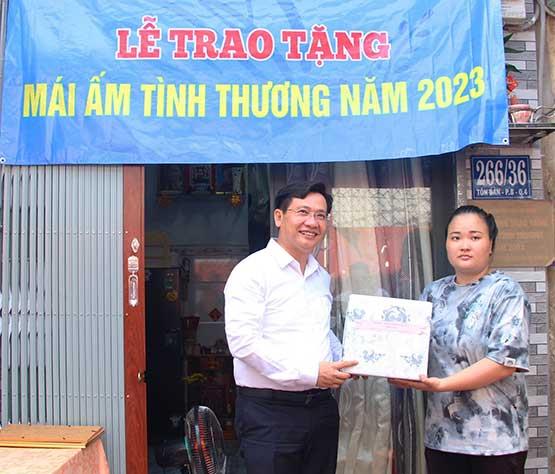 LỄ TRAO TẶNG
MÁI ẤM TÌNH THƯƠNG NĂM 2023
266/36
TÔN ĐẢN - P.8 - Q.4